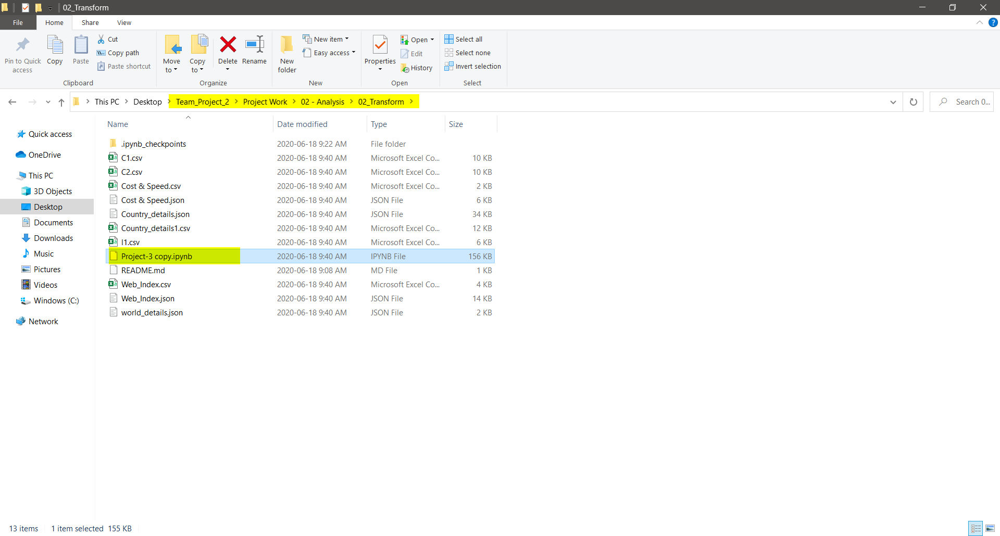 02_Transform
File Home Share View
Pin to Quick access
Copy
Paste
Cut
Copy path
Paste shortcut
Clipboard
Move to
Copy to
Delete
Rename
Organize
New folder
New item
Easy access
New
Properties
Open
Edit
History
Open
Select all
Select none
Invert selection
Select
This PC > Desktop > Team_Project_2 > Project Work > 02 - Analysis > 02_Transform >
Search 0...
Quick access
OneDrive
This PC
3D Objects
Desktop
Documents
Downloads
Music
Pictures
Videos
Windows (C:)
Network
Name Date modified Type Size
.ipynb_checkpoints 2020-06-18 9:22 AM File folder
C1.csv 2020-06-18 9:40 AM Microsoft Excel Co... 10 KB
C2.csv 2020-06-18 9:40 AM Microsoft Excel Co... 10 KB
Cost & Speed.csv 2020-06-18 9:40 AM Microsoft Excel Co... 2 KB
Cost & Speed.json 2020-06-18 9:40 AM JSON File 6 KB
Country_details.json 2020-06-18 9:40 AM JSON File 34 KB
Country_details1.csv 2020-06-18 9:40 AM Microsoft Excel Co... 12 KB
I1.csv 2020-06-18 9:40 AM Microsoft Excel Co... 6 KB
Project-3 copy.ipynb 2020-06-18 9:40 AM IPYNB File 156 KB
README.md 2020-06-18 9:08 AM MD File 1 KB
Web_Index.csv 2020-06-18 9:40 AM Microsoft Excel Co... 4 KB
Web_Index.json 2020-06-18 9:40 AM JSON File 14 KB
world_details.json 2020-06-18 9:40 AM JSON File 2 KB
13 items 1 item selected 155 KB